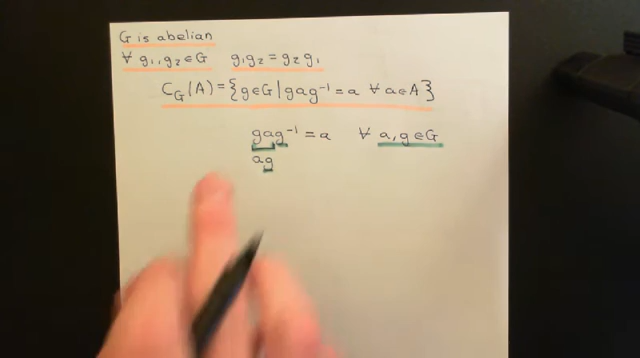 G is abelian
∀ g₁, g₂ ∈ G g₁g₂ = g₂g₁
C_G(A) = {g ∈ G | gag⁻¹ = a ∀ a ∈ A}
gag⁻¹ = a ∀ a, g ∈ G
ag